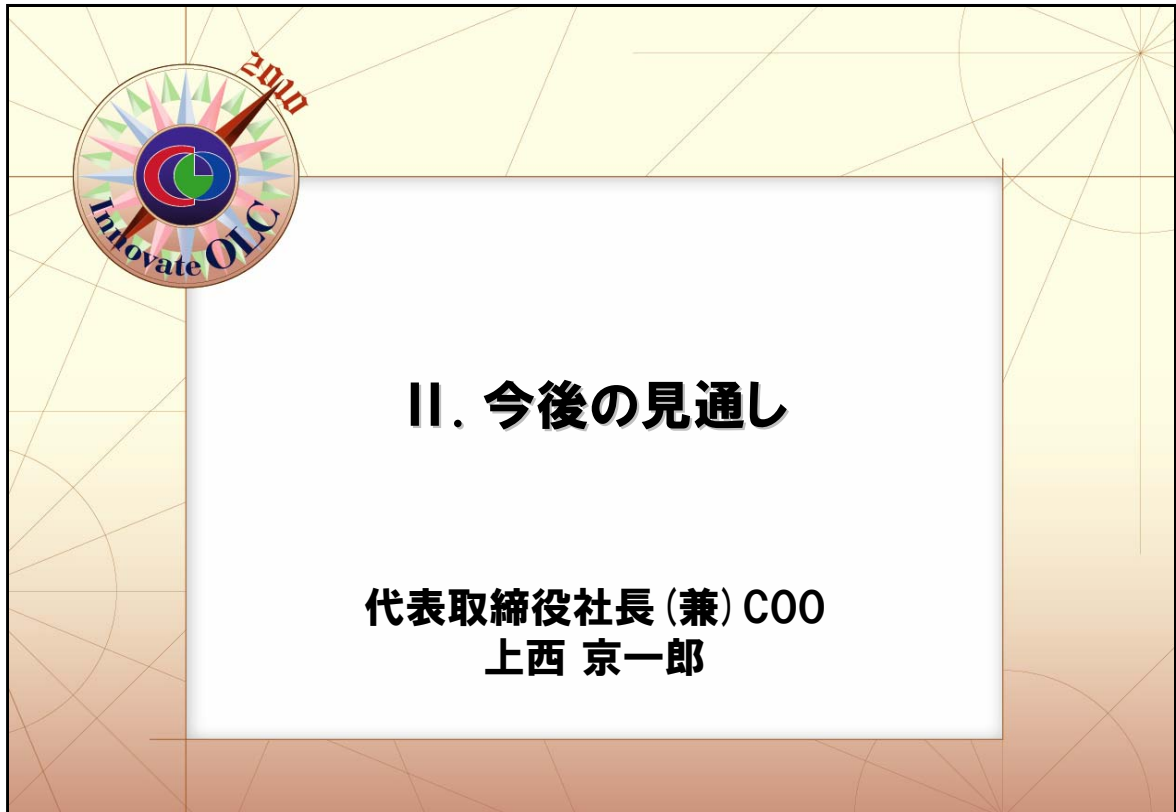 2010
Innovate OLC
II. 今後の見通し
代表取締役社長(兼)COO
上西 京一郎